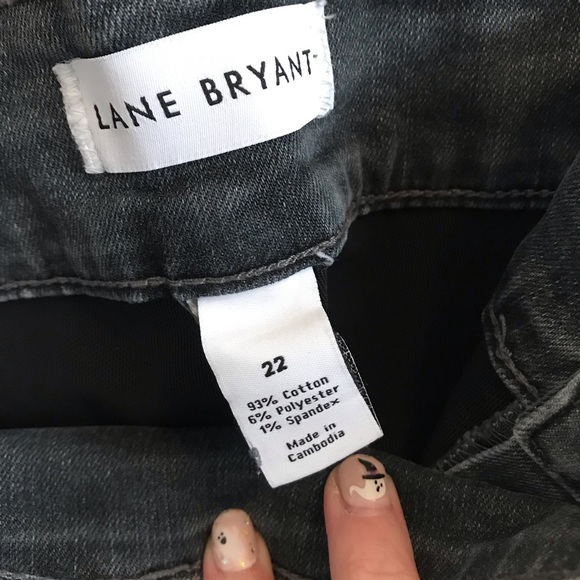 LANE BRYANT
22
93% Cotton
6% Polyester
1% Spandex
Made in
Cambodia